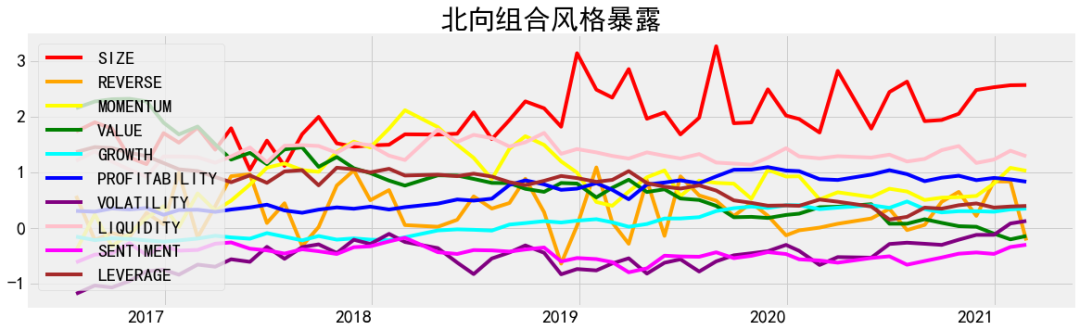 北向组合风格暴露
3
2
1
0
-1
SIZE
REVERSE
MOMENTUM
VALUE
GROWTH
PROFITABILITY
VOLATILITY
LIQUIDITY
SENTIMENT
LEVERAGE
2017 2018 2019 2020 2021